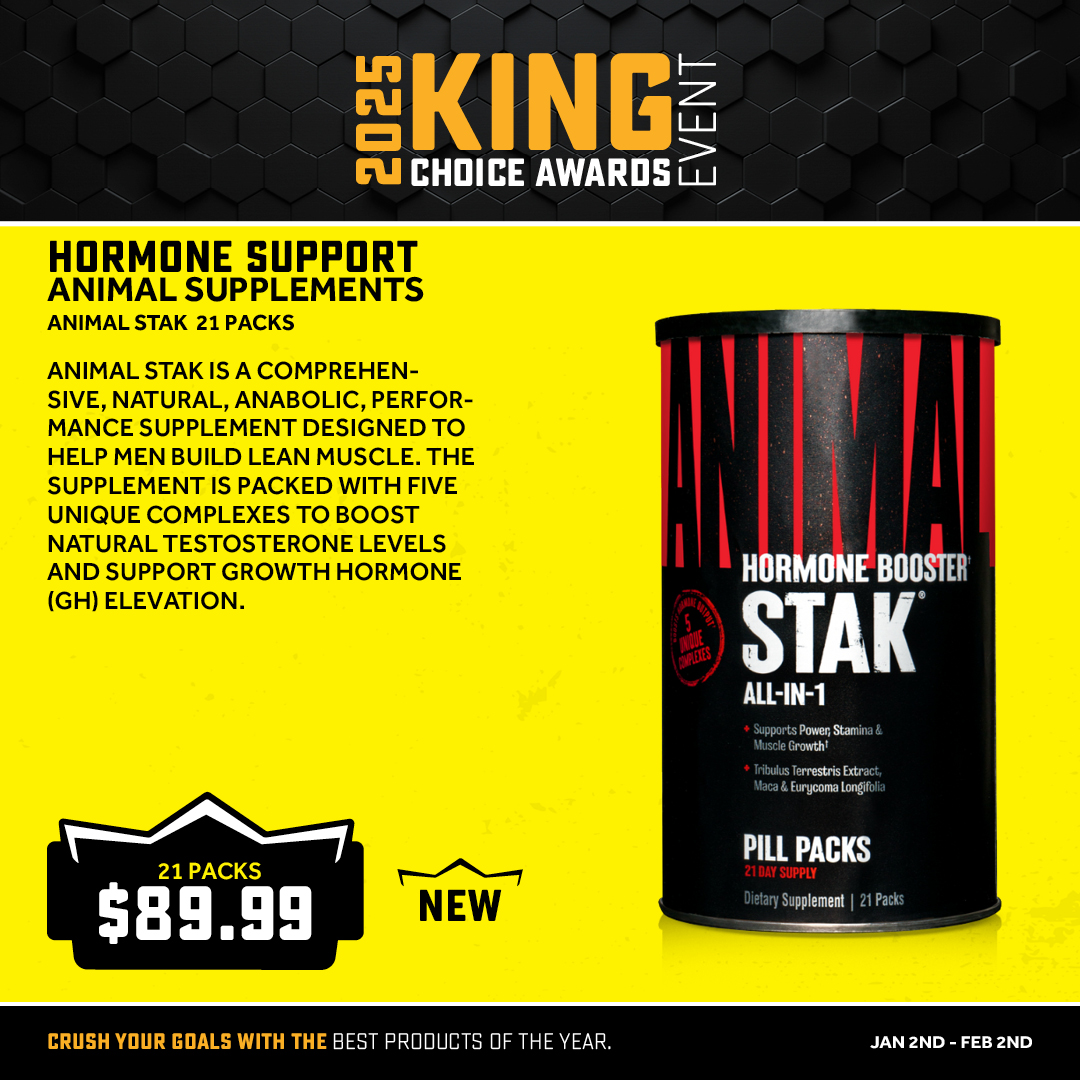 2025
KING
CHOICE AWARDS
EVENT
HORMONE SUPPORT
ANIMAL SUPPLEMENTS
ANIMAL STAK 21 PACKS
ANIMAL STAK IS A COMPREHEN-
SIVE, NATURAL, ANABOLIC, PERFOR-
MANCE SUPPLEMENT DESIGNED TO
HELP MEN BUILD LEAN MUSCLE. THE
SUPPLEMENT IS PACKED WITH FIVE
UNIQUE COMPLEXES TO BOOST
NATURAL TESTOSTERONE LEVELS
AND SUPPORT GROWTH HORMONE
(GH) ELEVATION.
21 PACKS
$89.99
NEW
ANIMAL
HORMONE BOOSTER†
STAK®
ALL-IN-1
5
UNIQUE
COMPLEXES
+ Supports Power, Stamina &
Muscle Growth†
+ Tribulus Terrestris Extract,
Maca & Eurycoma Longifolia
PILL PACKS
21 DAY SUPPLY
Dietary Supplement | 21 Packs
CRUSH YOUR GOALS WITH THE BEST PRODUCTS OF THE YEAR.
JAN 2ND - FEB 2ND